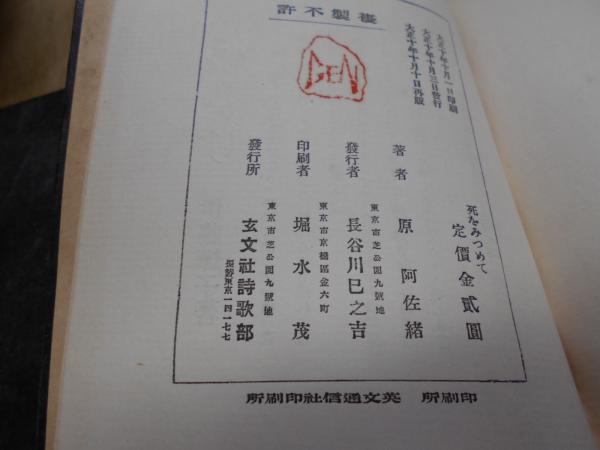 許不製複
大正十年十月一日印刷
大正十年十月三日發行
大正十年十月十日再版
GEN
死をみつめて
定價金貳圓
著者 原阿佐緒
東京市芝公園九號地
發行者 長谷川巳之吉
東京市京橋區金六町
印刷者 堀水茂
東京市芝公園九號地
發行所 玄文社詩歌部
振替東京一四一七七
所刷印社信通文英 所刷印